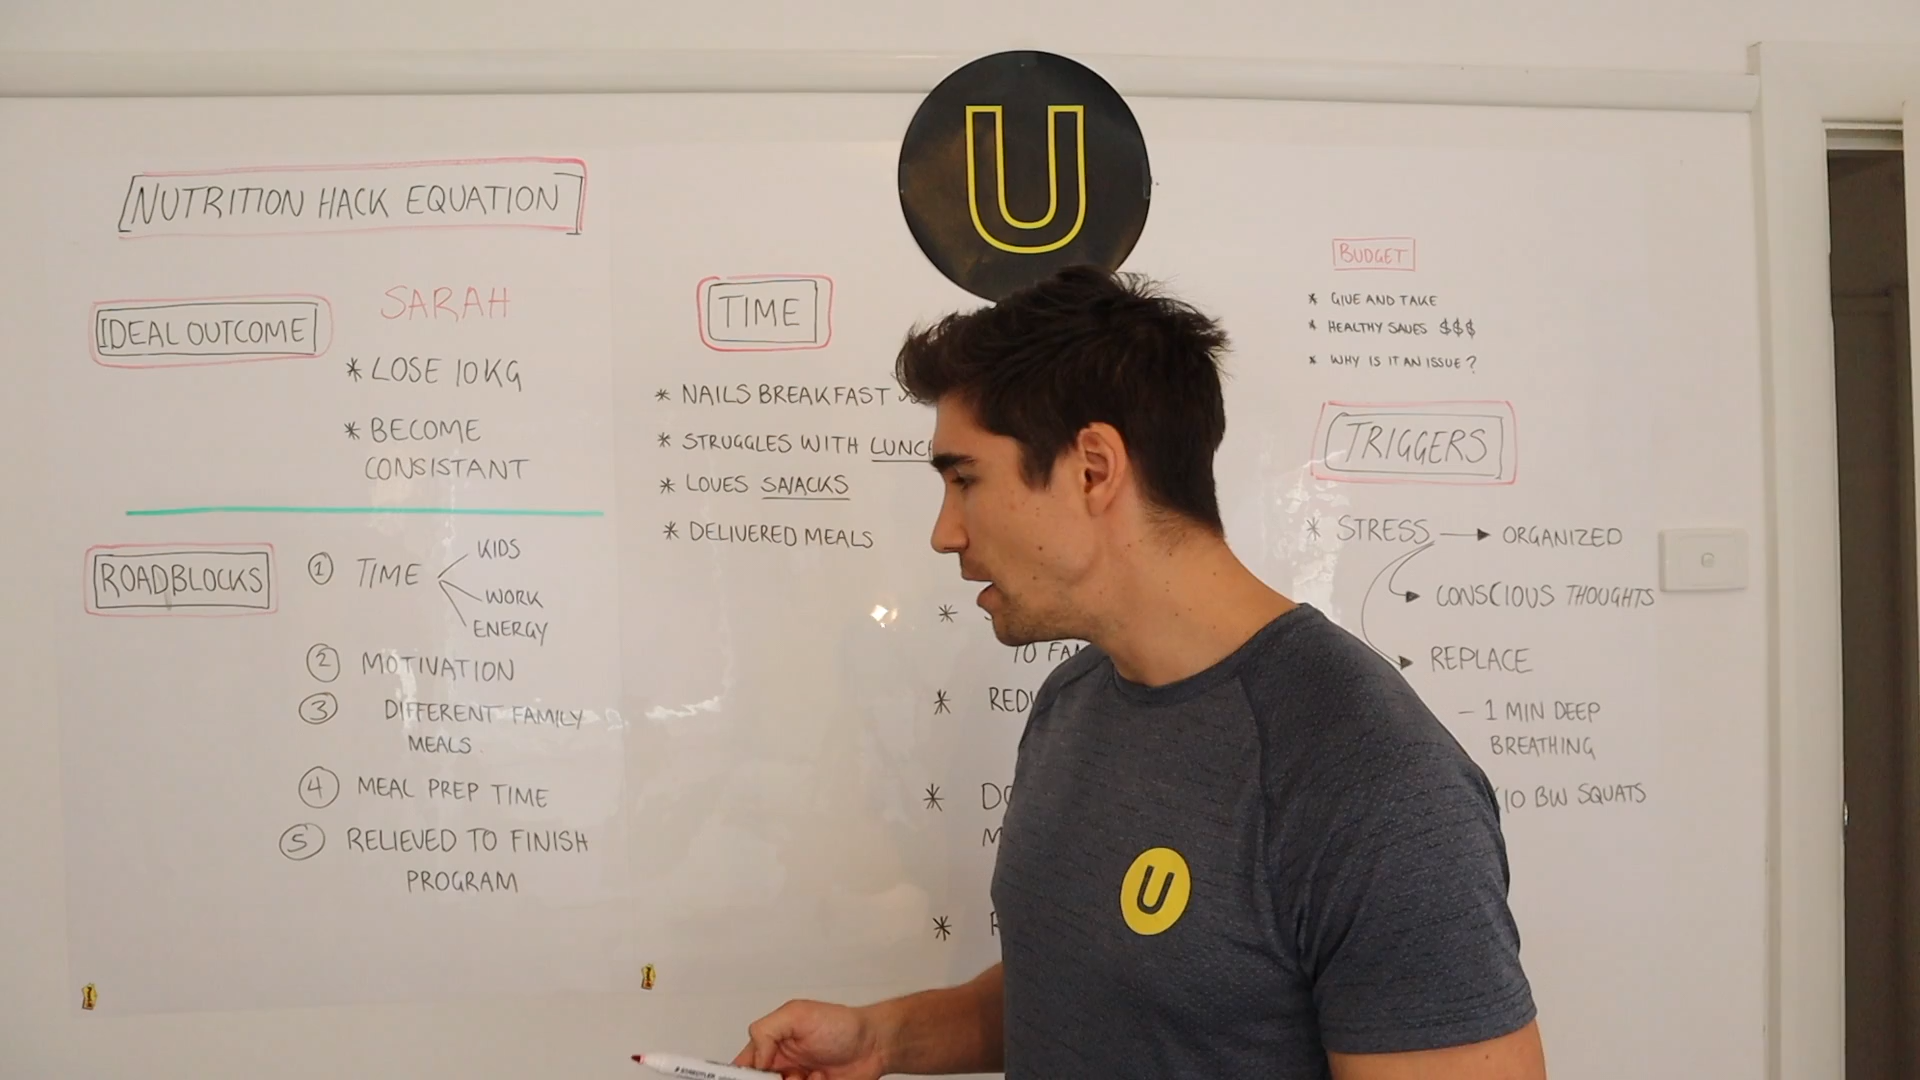 NUTRITION HACK EQUATION
IDEAL OUTCOME
SARAH
* LOSE 10KG
* BECOME
CONSISTANT
ROADBLOCKS
① TIME
KIDS
WORK
ENERGY
② MOTIVATION
③ DIFFERENT FAMILY
MEALS
④ MEAL PREP TIME
⑤ RELIEVED TO FINISH
PROGRAM
U
TIME
* NAILS BREAKFAST
* STRUGGLES WITH
* LOVES SNACKS
* DELIVERED MEALS
*
TO
*
*
*
BUDGET
* GIVE AND TAKE
* HEALTHY SAVES $$$
* WHY IS IT AN ISSUE?
TRIGGERS
* STRESS → ORGANIZED
CONSCIOUS THOUGHTS
REPLACE
- 1 MIN DEEP
BREATHING
10 BW SQUATS
U
STAEDTLER